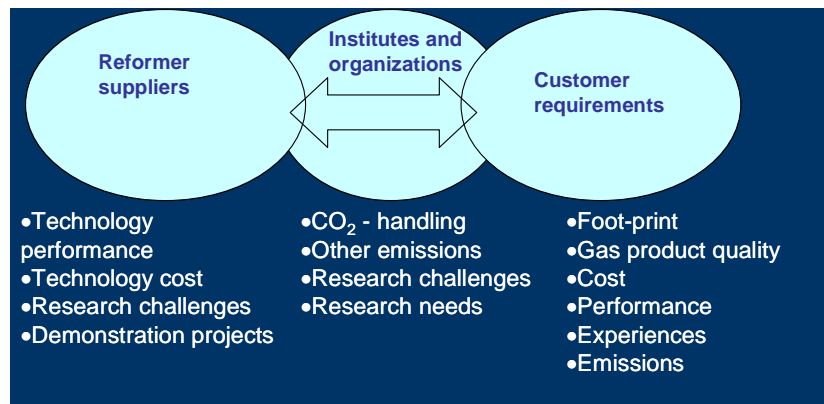 Reformer
suppliers
Institutes and
organizations
Customer
requirements
•Technology
performance
•Technology cost
•Research challenges
•Demonstration projects
•CO₂ - handling
•Other emissions
•Research challenges
•Research needs
•Foot-print
•Gas product quality
•Cost
•Performance
•Experiences
•Emissions